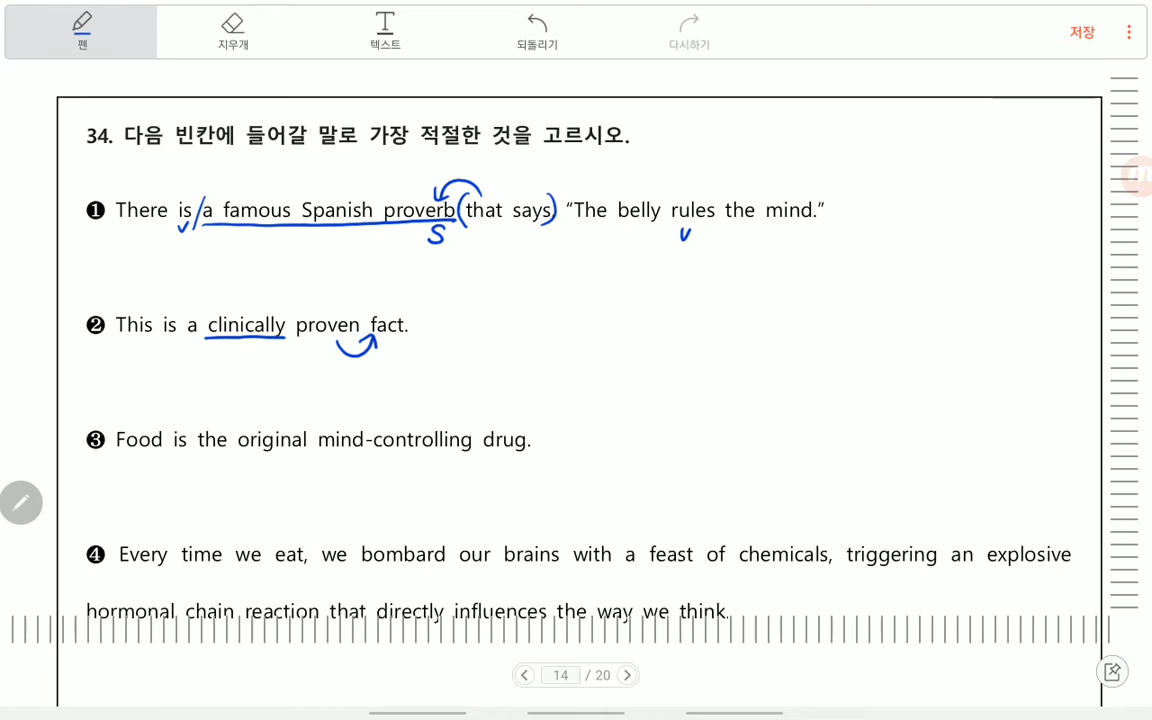 펜 지우개 텍스트 되돌리기 다시하기 저장
34. 다음 빈칸에 들어갈 말로 가장 적절한 것을 고르시오.
❶ There is a famous Spanish proverb that says, “The belly rules the mind.”
v S v
❷ This is a clinically proven fact.
❸ Food is the original mind-controlling drug.
❹ Every time we eat, we bombard our brains with a feast of chemicals, triggering an explosive
hormonal chain reaction that directly influences the way we think.
14 / 20